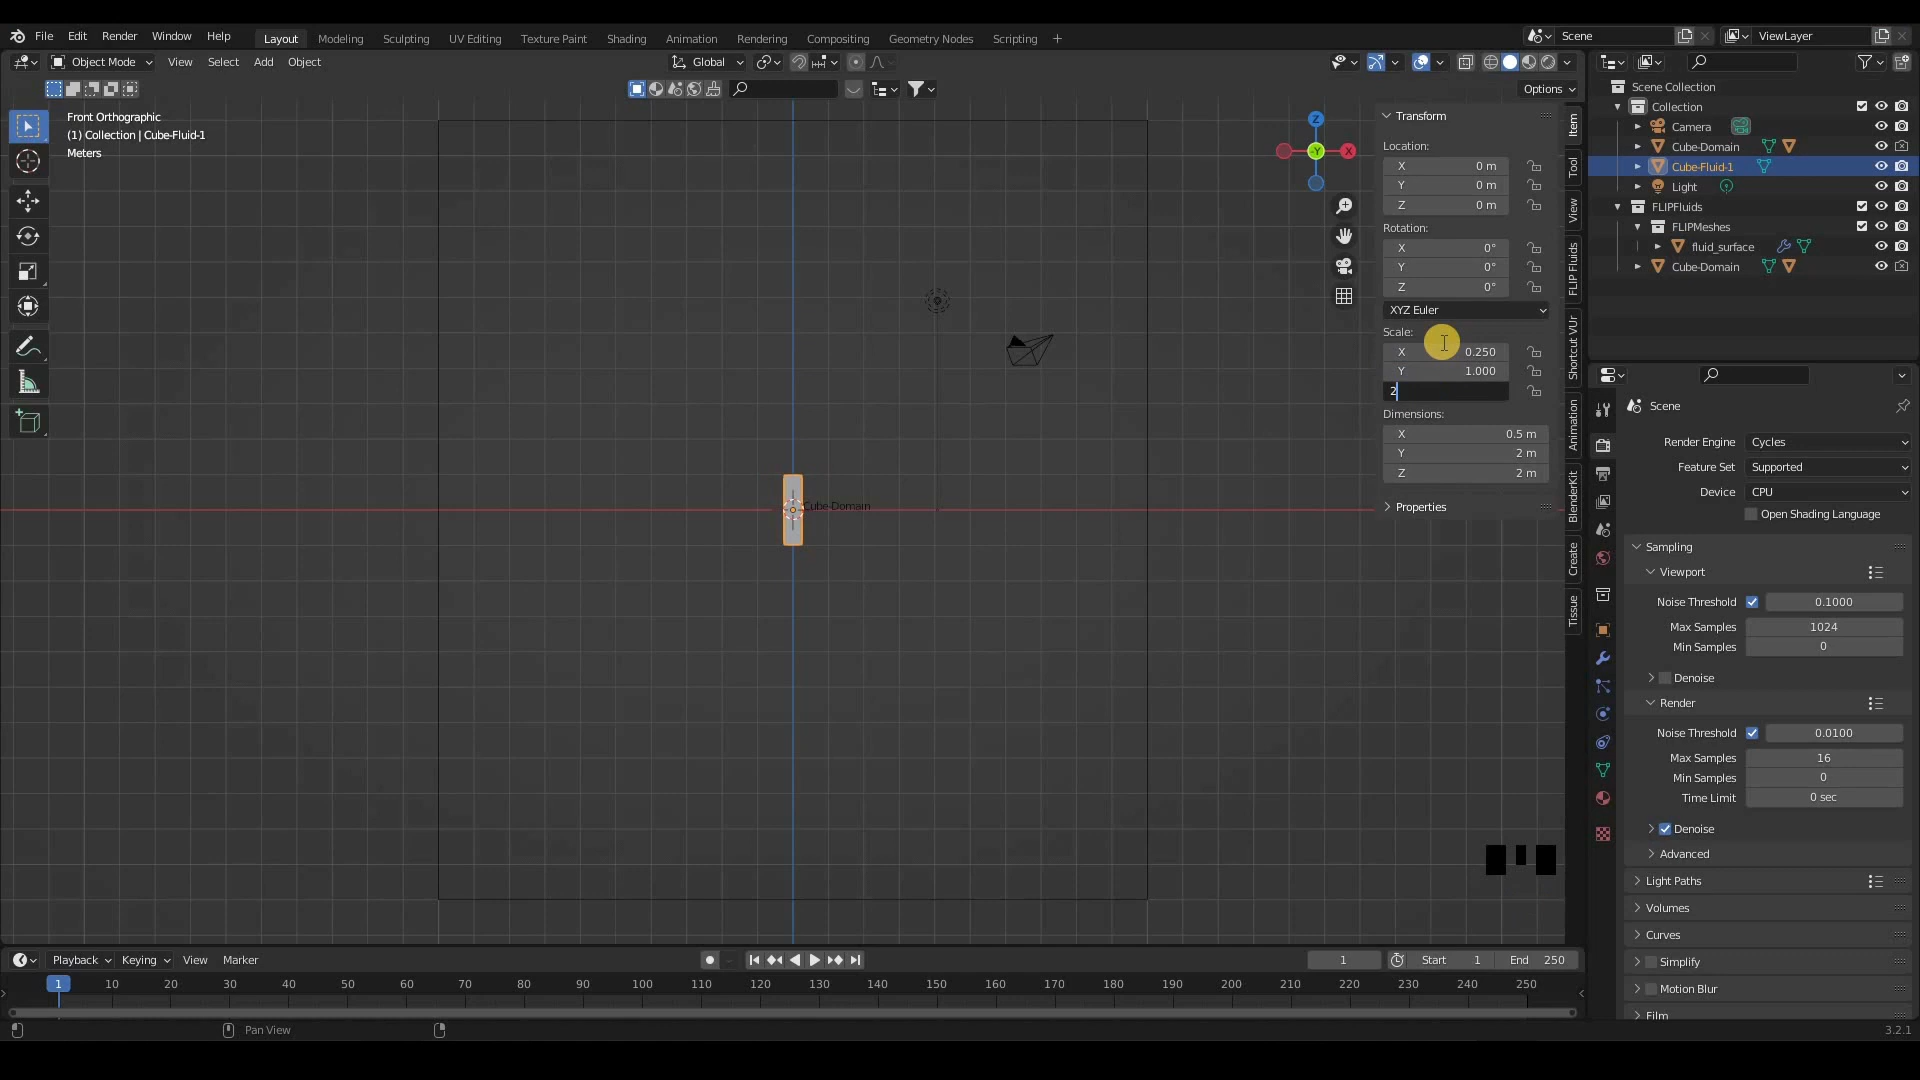 File Edit Render Window Help Layout Modeling Sculpting UV Editing Texture Paint Shading Animation Rendering Compositing Geometry Nodes Scripting +
Scene
ViewLayer
Object Mode View Select Add Object
Global
Options
Front Orthographic
(1) Collection | Cube-Fluid-1
Meters
Cube-Domain
Z
-Y
X
Transform
Location:
X 0 m
Y 0 m
Z 0 m
Rotation:
X 0°
Y 0°
Z 0°
XYZ Euler
Scale:
X 0.250
Y 1.000
2
Dimensions:
X 0.5 m
Y 2 m
Z 2 m
Properties
Item
Tool
View
FLIP Fluids
Shortcut VUr
Animation
BlenderKit
Create
Tissue
Scene Collection
Collection
Camera
Cube-Domain
Cube-Fluid-1
Light
FLIPFluids
FLIPMeshes
fluid_surface
Cube-Domain
Scene
Render Engine Cycles
Feature Set Supported
Device CPU
Open Shading Language
Sampling
Viewport
Noise Threshold 0.1000
Max Samples 1024
Min Samples 0
Denoise
Render
Noise Threshold 0.0100
Max Samples 16
Min Samples 0
Time Limit 0 sec
Denoise
Advanced
Light Paths
Volumes
Curves
Simplify
Motion Blur
Film
Playback Keying View Marker
1
Start 1
End 250
1 10 20 30 40 50 60 70 80 90 100 110 120 130 140 150 160 170 180 190 200 210 220 230 240 250
Pan View
3.2.1